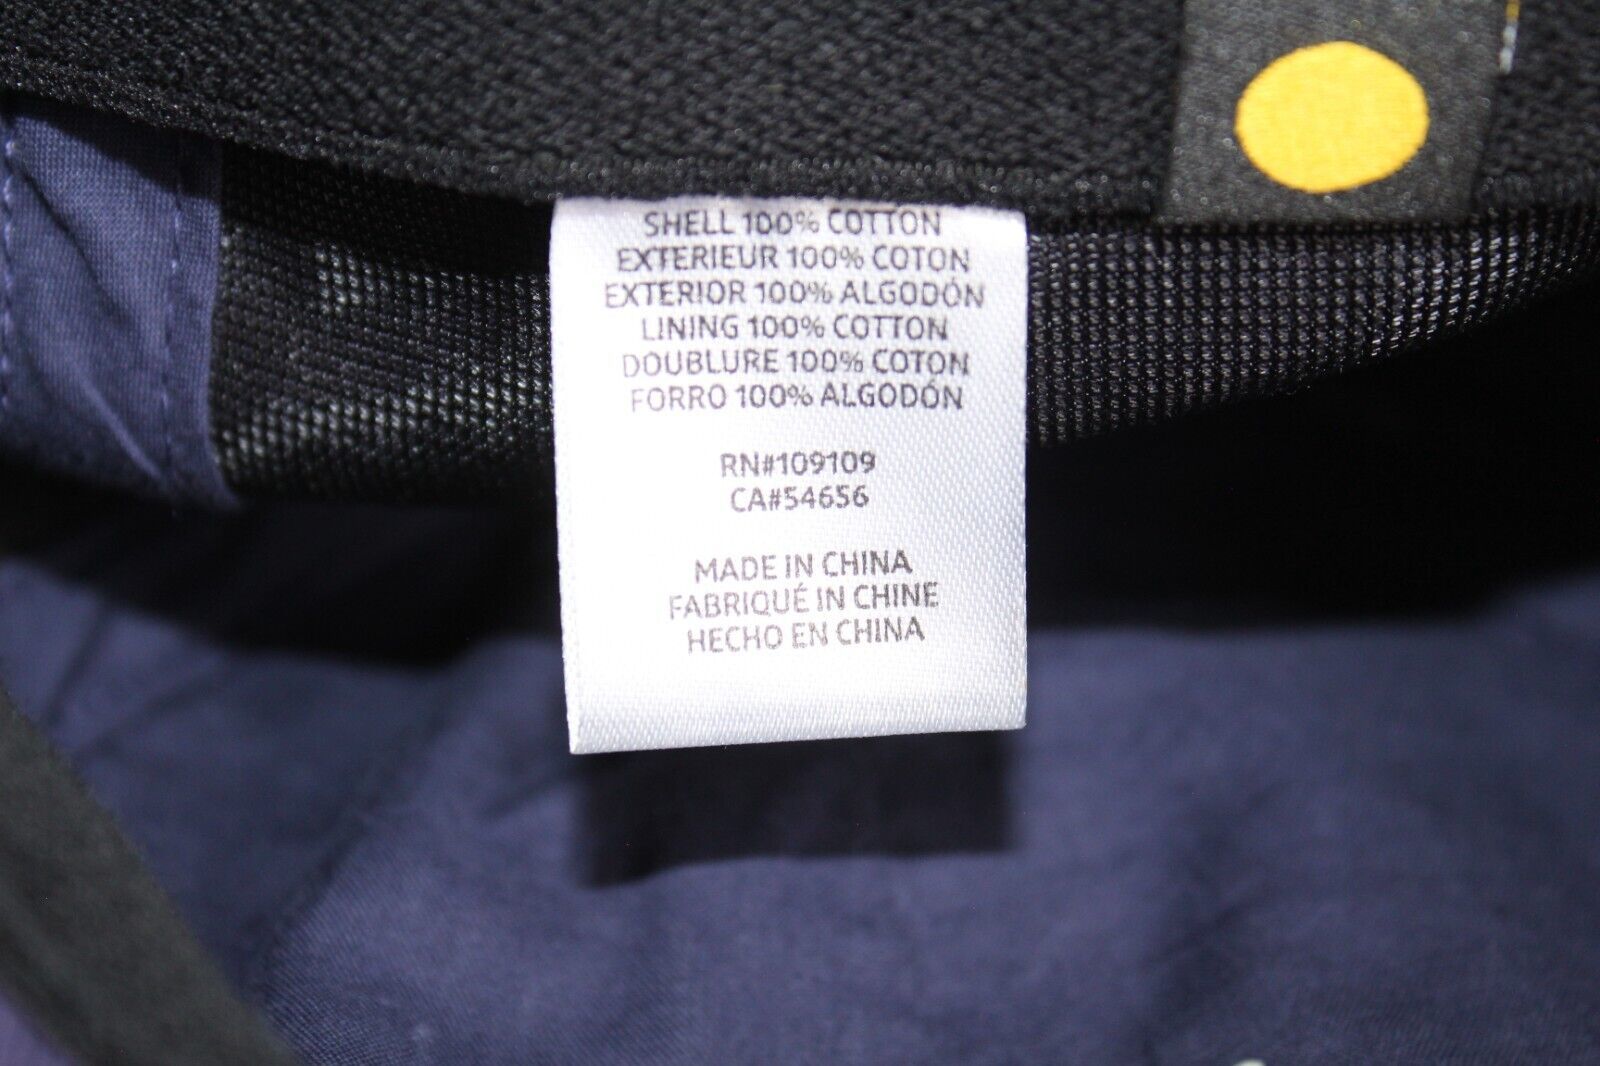 SHELL 100% COTTON
EXTERIEUR 100% COTON
EXTERIOR 100% ALGODÓN
LINING 100% COTTON
DOUBLURE 100% COTON
FORRO 100% ALGODÓN
RN#109109
CA#54656
MADE IN CHINA
FABRIQUÉ IN CHINE
HECHO EN CHINA